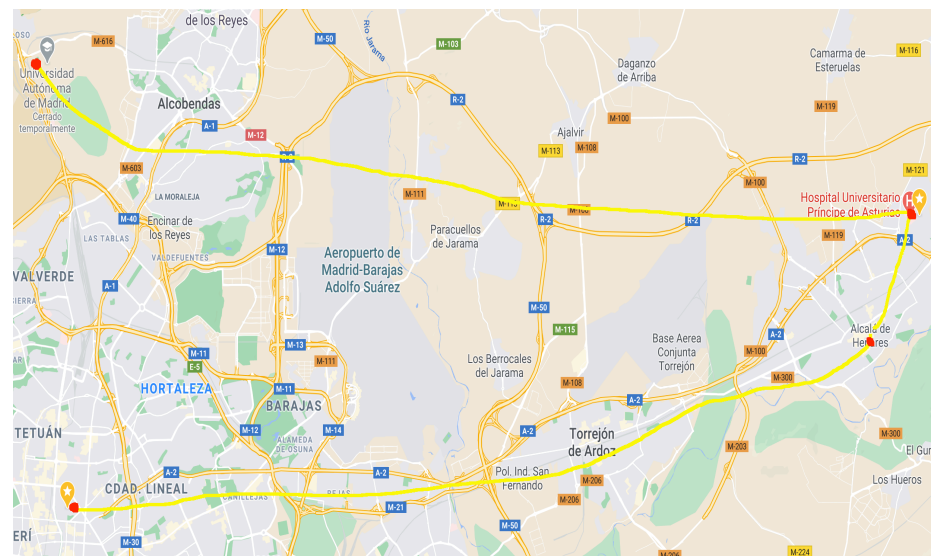 de los Reyes
OSO
M-616
M-50
Río Jarama
M-103
M-116
Camarma de
Esteruelas
Daganzo
de Arriba
Universidad
Autónoma
de Madrid
Cerrado
temporalmente
Alcobendas
R-2
M-119
A-1
M-12
M-100
Ajalvir
M-113
M-108
R-2
M-603
M-121
M-100
LA MORALEJA
M-111
Hospital Universitario
Príncipe de Asturias
M-40
Encinar de
los Reyes
R-2
R-2
Paracuellos
de Jarama
M-119
A-2
LAS TABLAS
VALDEFUENTES
M-12
Aeropuerto de
Madrid-Barajas
Adolfo Suárez
VALVERDE
A-1
SIERRA
M-50
M-115
Alcalá de
Henares
A-2
M-13
Base Aerea
Conjunta
Torrejón
M-11
M-111
M-100
AR
E-5
Los Berrocales
del Jarama
M-300
HORTALEZA
M-11
M-108
BARAJAS
A-2
TETUÁN
M-12
M-14
A-2
M-300
ALAMEDA
DE OSUNA
Torrejón
de Ardoz
M-203
El Gur
A-2
A-2
Pol. Ind. San
Fernando
M-206
Los Hueros
CDAD. LINEAL
CANILLEJAS
REJAS
M-21
M-206
ERÍ
M-30
M-50
M-206
M-224